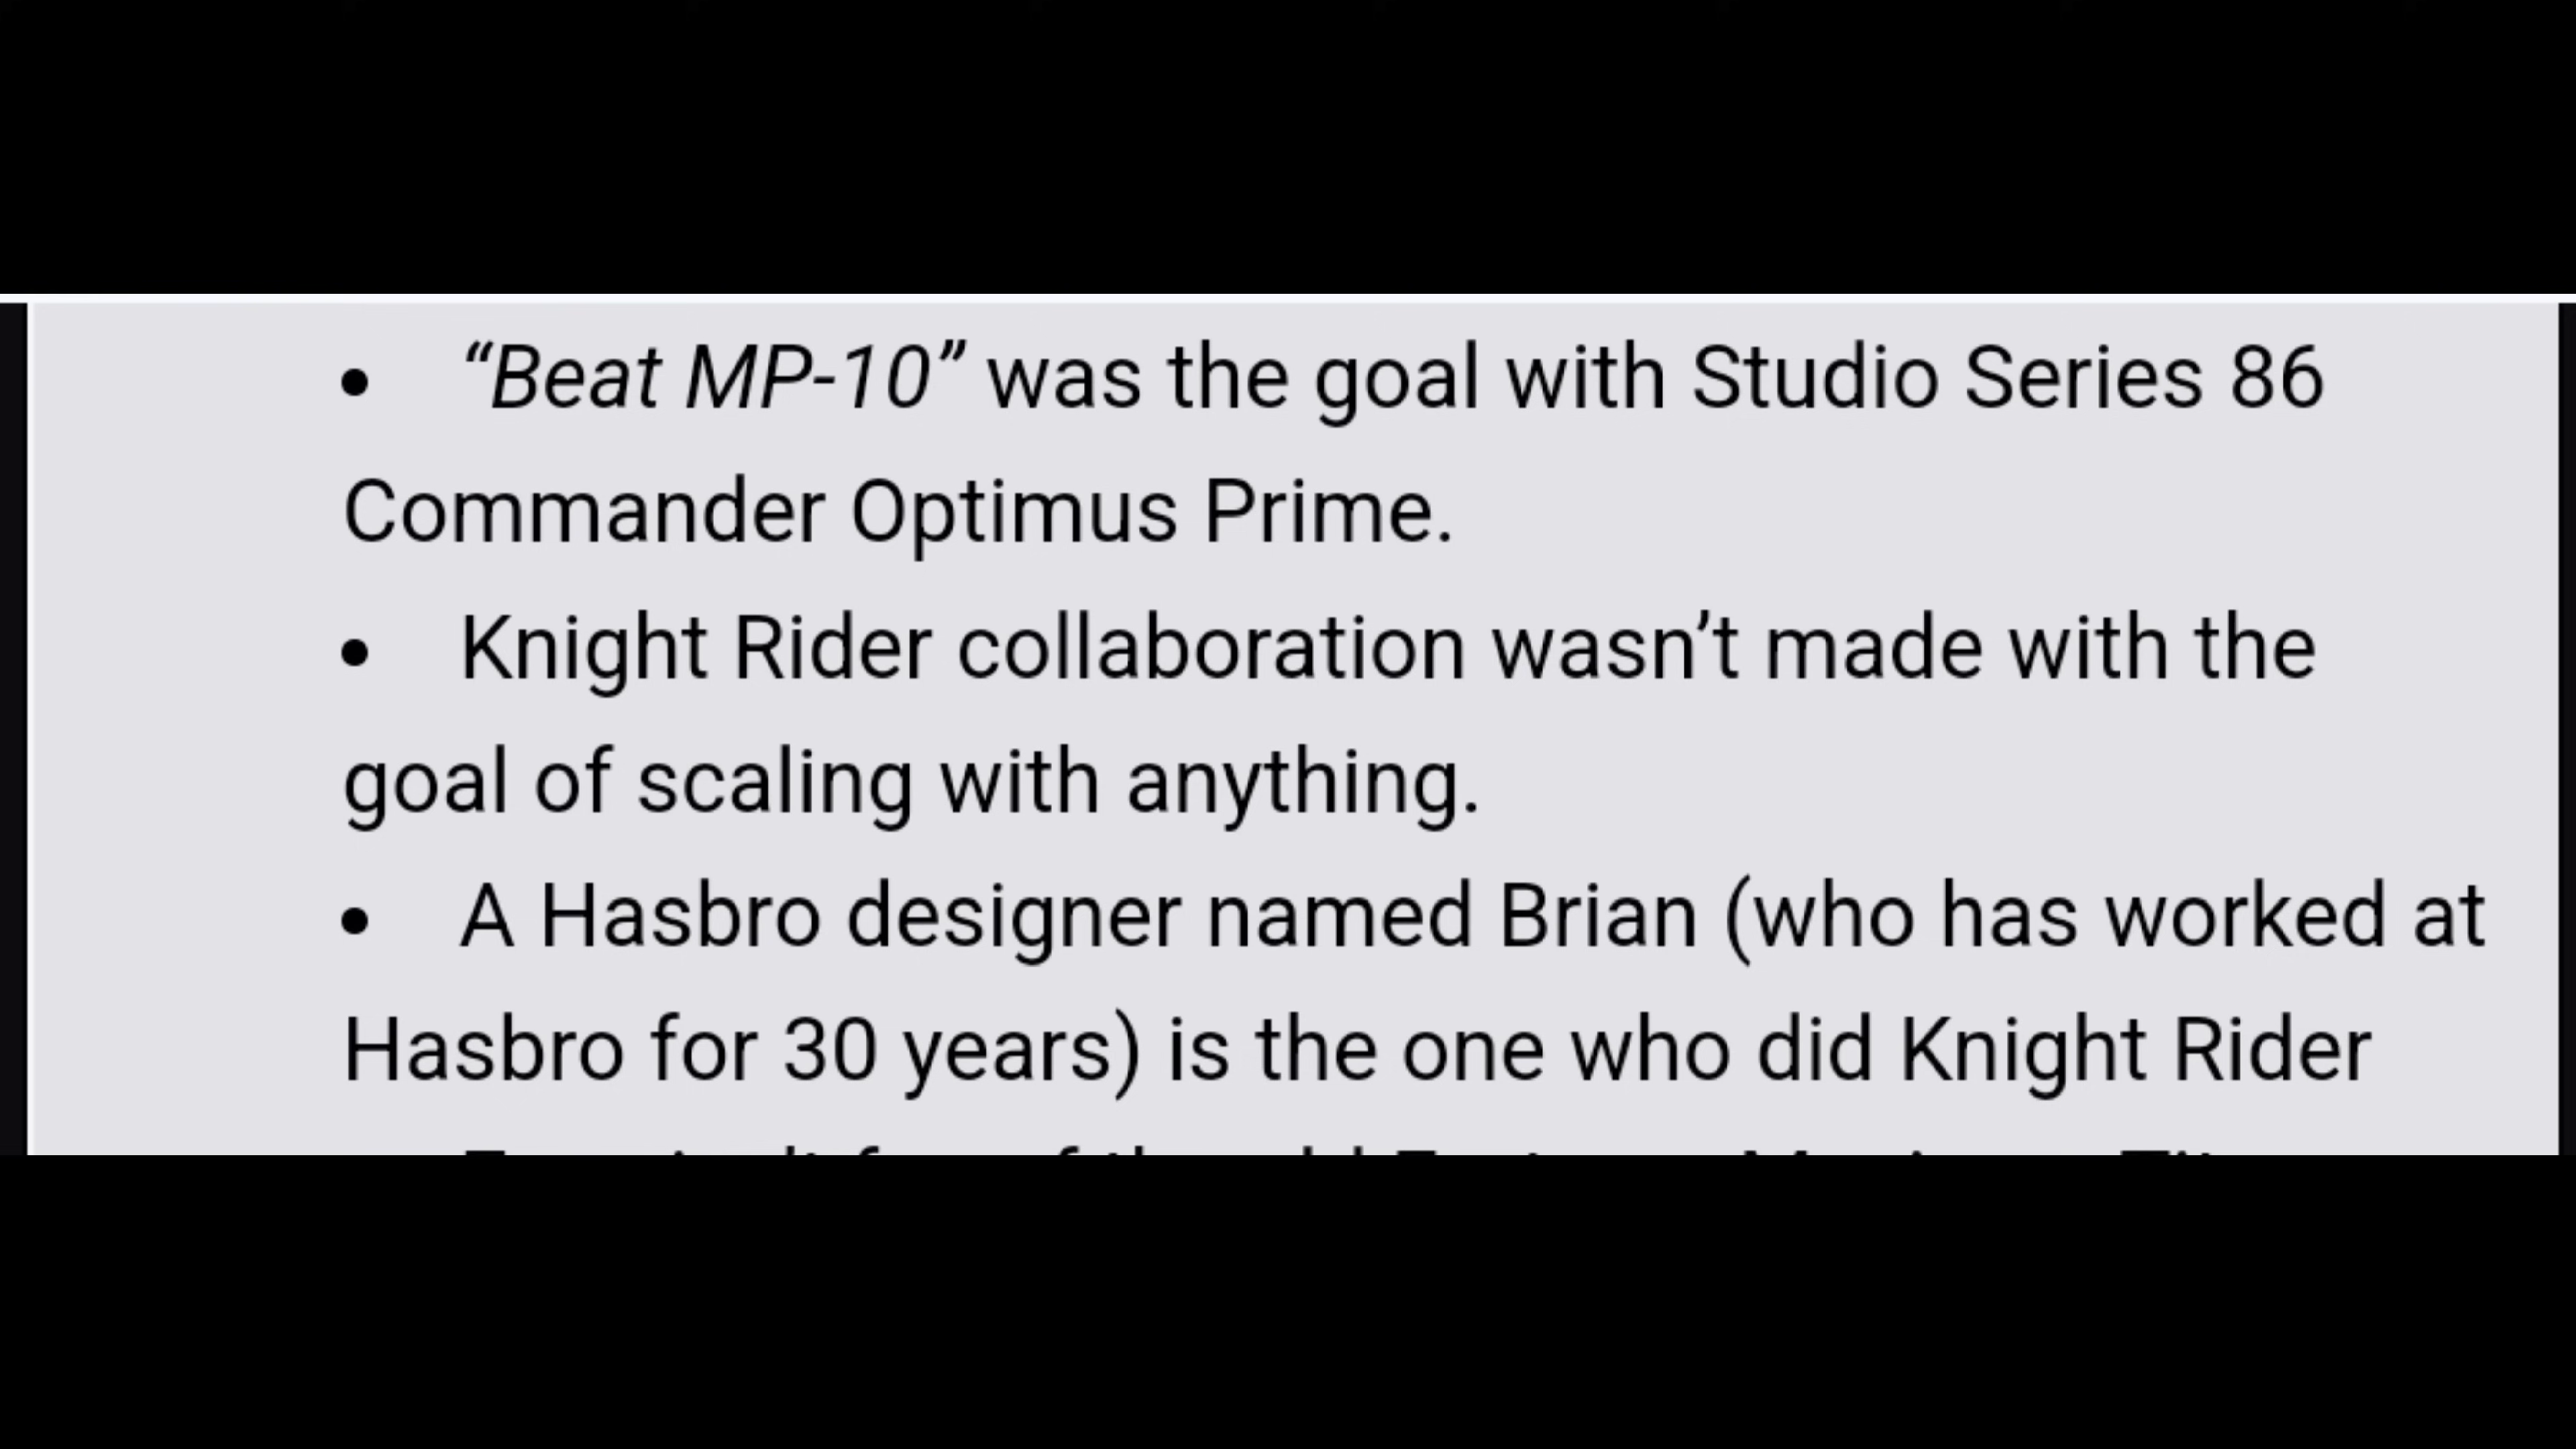 • “Beat MP-10” was the goal with Studio Series 86
Commander Optimus Prime.
• Knight Rider collaboration wasn’t made with the
goal of scaling with anything.
• A Hasbro designer named Brian (who has worked at
Hasbro for 30 years) is the one who did Knight Rider